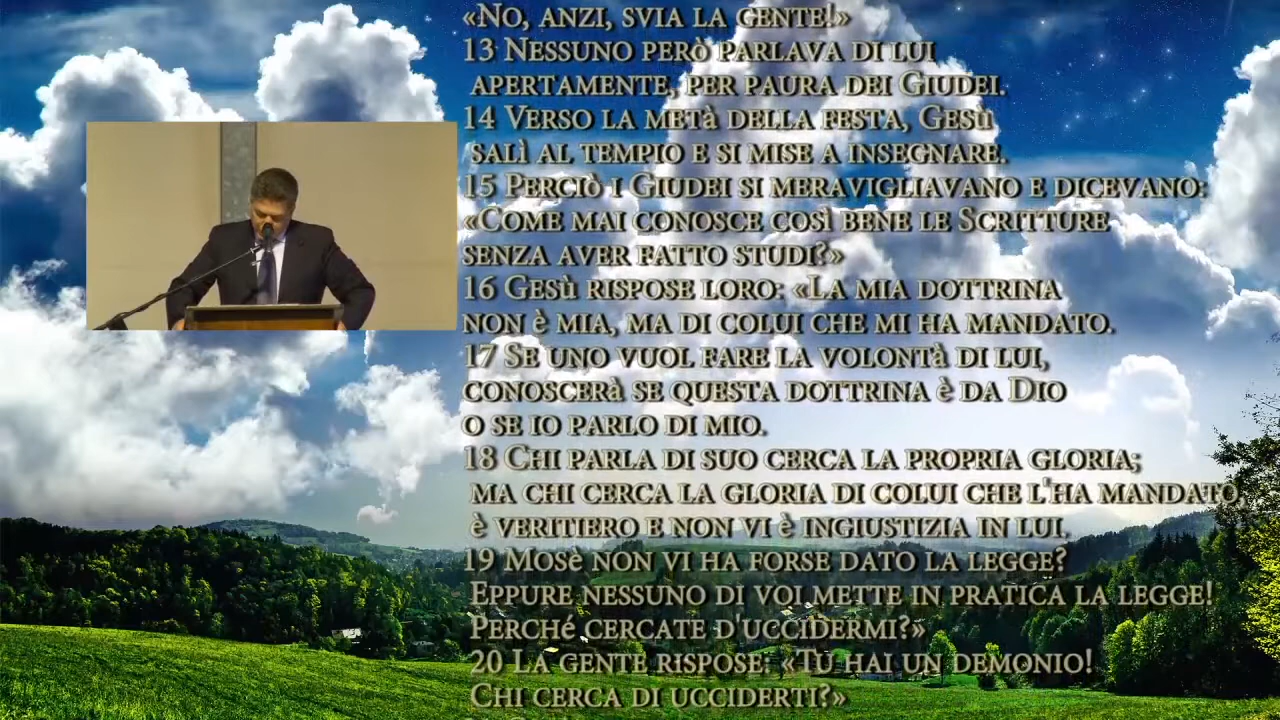 «No, anzi, svia la gente!»
13 Nessuno però parlava di lui
apertamente, per paura dei Giudei.
14 Verso la metà della festa, Gesù
salì al tempio e si mise a insegnare.
15 Perciò i Giudei si meravigliavano e dicevano:
«Come mai conosce così bene le Scritture
senza aver fatto studi?»
16 Gesù rispose loro: «La mia dottrina
non è mia, ma di colui che mi ha mandato.
17 Se uno vuol fare la volontà di lui,
conoscerà se questa dottrina è da Dio
o se io parlo di mio.
18 Chi parla di suo cerca la propria gloria;
ma chi cerca la gloria di colui che l'ha mandato,
è veritiero e non vi è ingiustizia in lui.
19 Mosè non vi ha forse dato la legge?
Eppure nessuno di voi mette in pratica la legge!
Perché cercate d'uccidermi?»
20 La gente rispose: «Tu hai un demonio!
Chi cerca di ucciderti?»